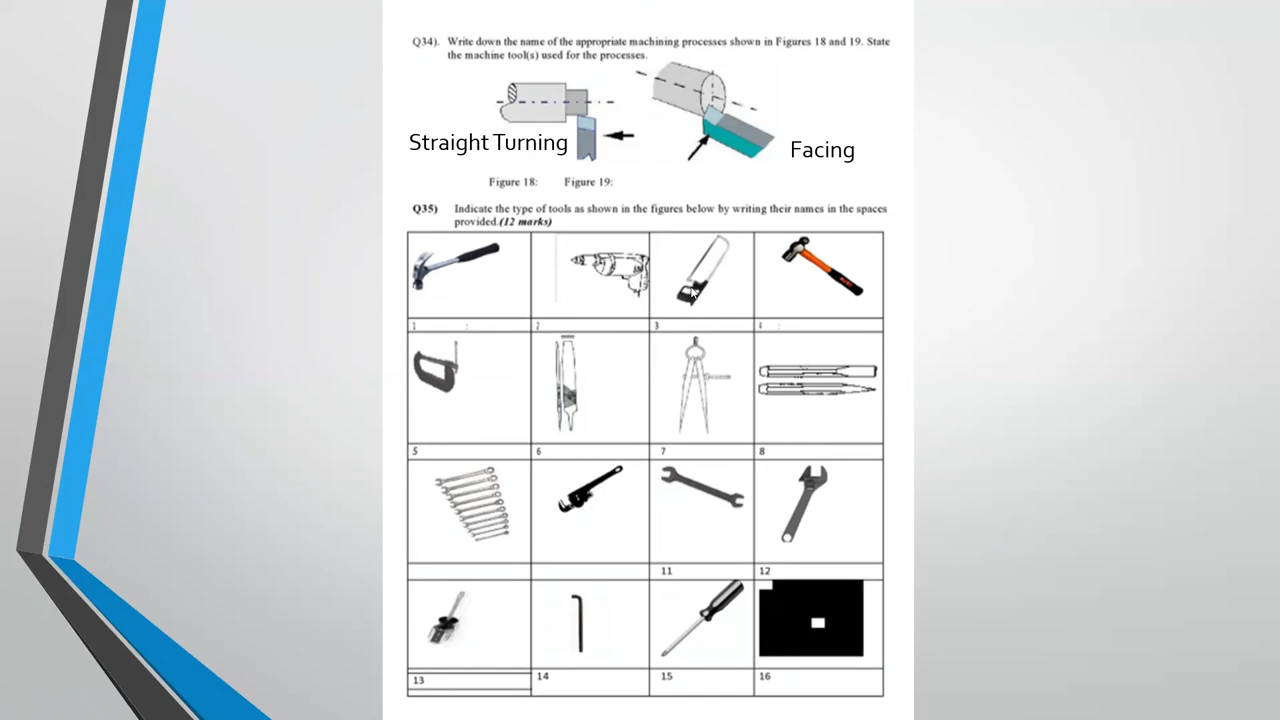 Q34). Write down the name of the appropriate machining processes shown in Figures 18 and 19. State
the machine tool(s) used for the processes.
Straight Turning
Facing
Figure 18: Figure 19:
Q35) Indicate the type of tools as shown in the figures below by writing their names in the spaces
provided.(12 marks)
1 : 2 3 4 :
5 6 7 8
11 12
13 14 15 16